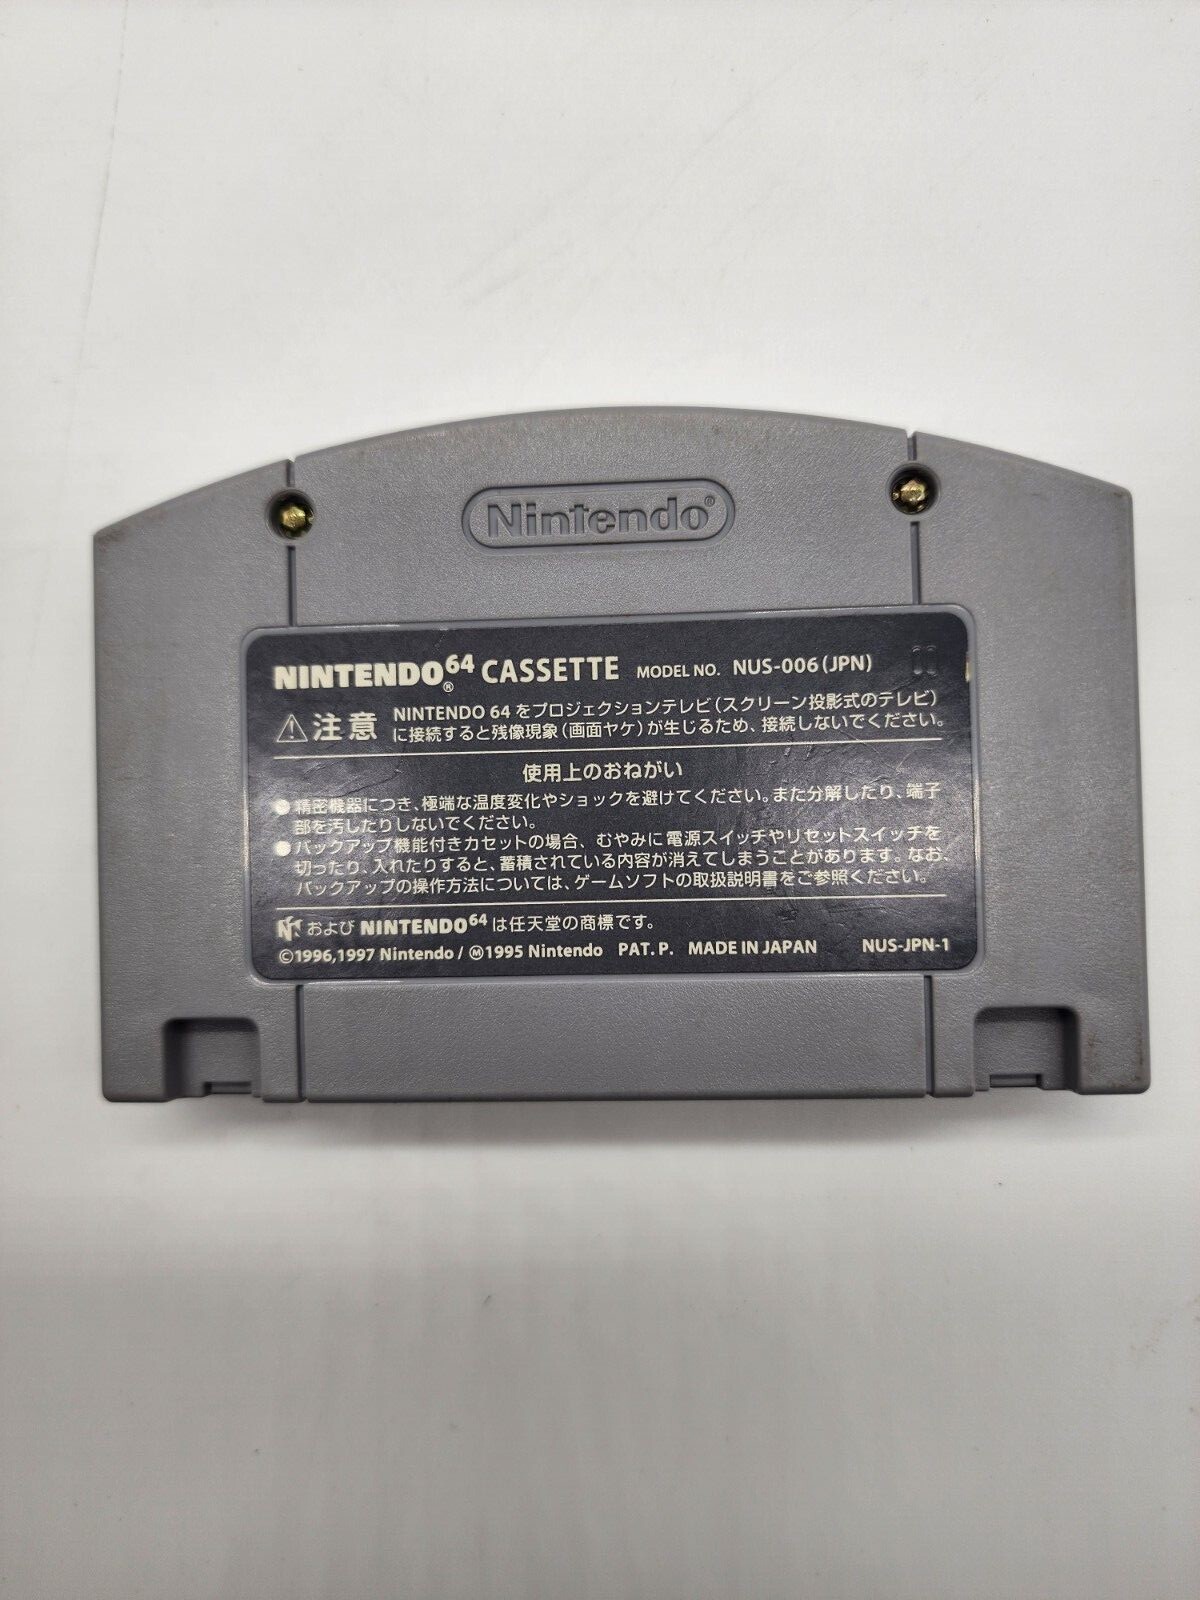 Nintendo®
NINTENDO64® CASSETTE MODEL NO. NUS-006(JPN)
⚠注意 NINTENDO 64 をプロジェクションテレビ(スクリーン投影式のテレビ)
に接続すると残像現象(画面ヤケ)が生じるため、接続しないでください。
使用上のおねがい
●精密機器につき、極端な温度変化やショックを避けてください。また分解したり、端子
部を汚したりしないでください。
●バックアップ機能付きカセットの場合、むやみに電源スイッチやリセットスイッチを
切ったり、入れたりすると、蓄積されている内容が消えてしまうことがあります。なお、
バックアップの操作方法については、ゲームソフトの取扱説明書をご参照ください。
および NINTENDO64 は任天堂の商標です。
©1996,1997 Nintendo/Ⓜ1995 Nintendo PAT.P. MADE IN JAPAN NUS-JPN-1